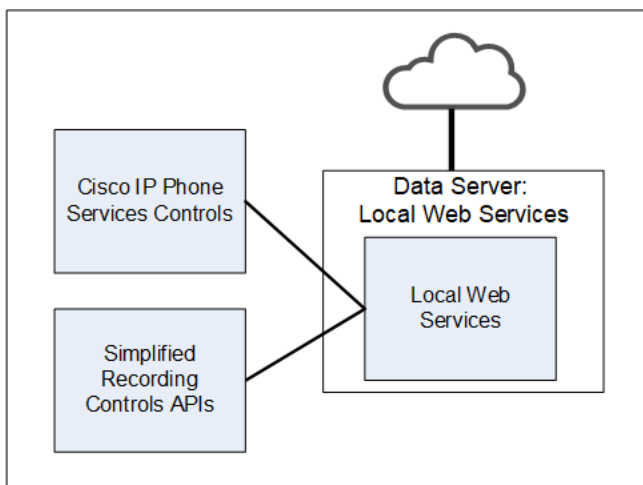 Cisco IP Phone
Services Controls
Data Server:
Local Web Services
Local Web
Services
Simplified
Recording
Controls APIs